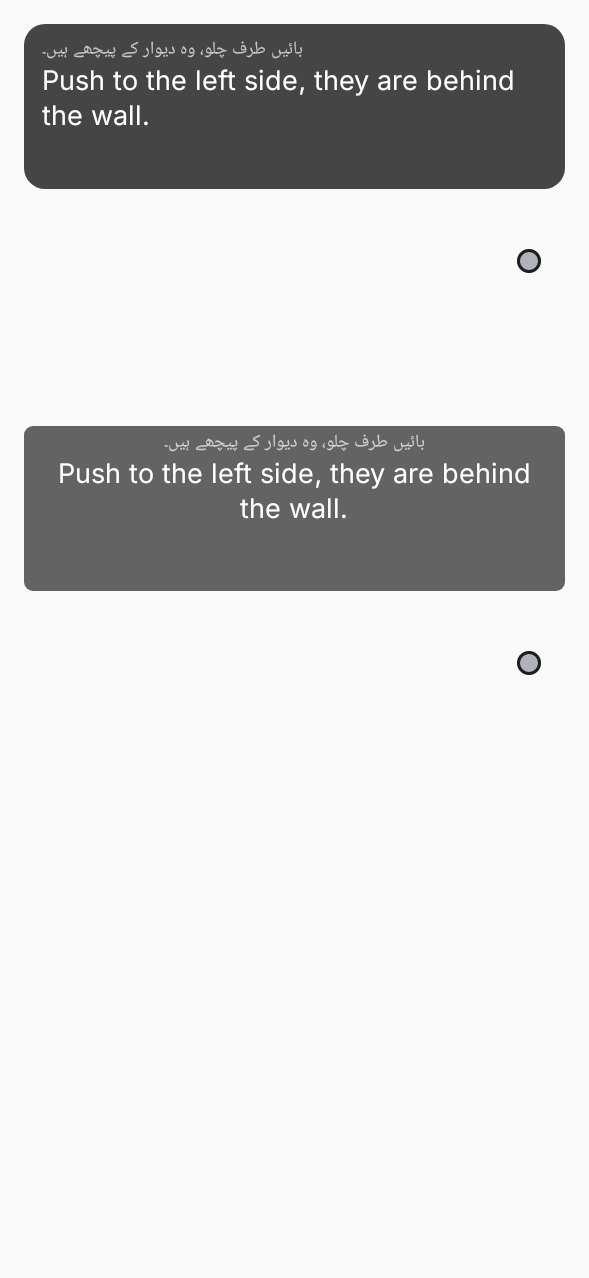 بائیں طرف چلو، وہ دیوار کے پیچھے ہیں۔
Push to the left side, they are behind
the wall.
بائیں طرف چلو، وہ دیوار کے پیچھے ہیں۔
Push to the left side, they are behind
the wall.